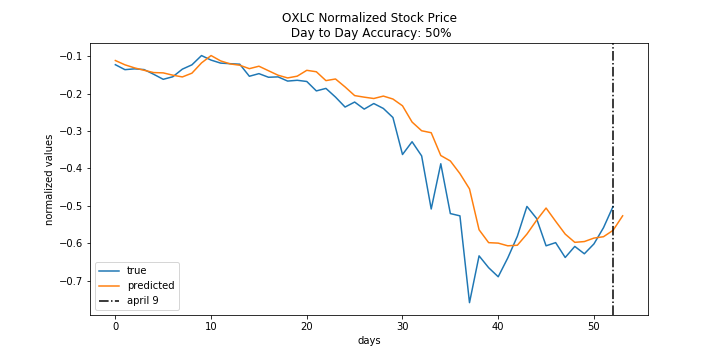 OXLC Normalized Stock Price
Day to Day Accuracy: 50%
normalized values
−0.1
−0.2
−0.3
−0.4
−0.5
−0.6
−0.7
true
predicted
april 9
0
10
20
30
40
50
days